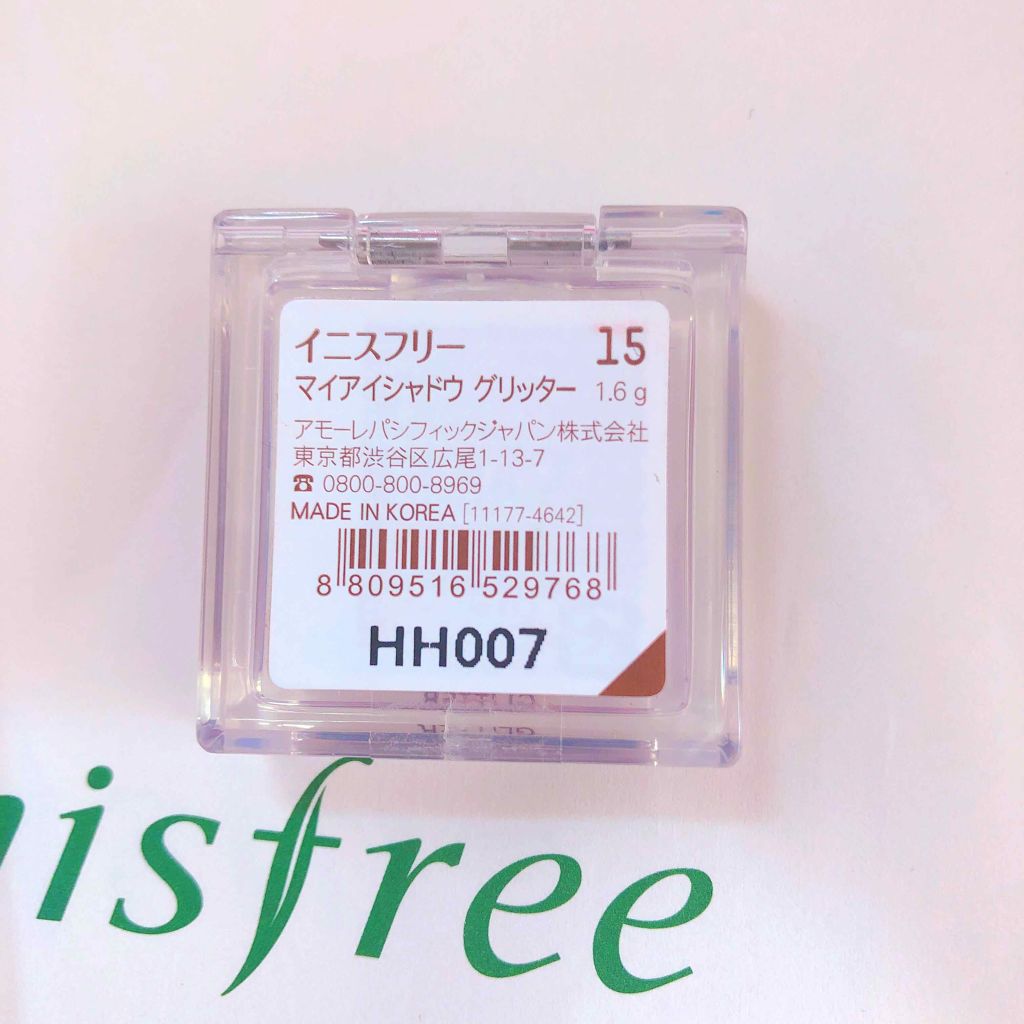 イニスフリー 15
マイアイシャドウ グリッター 1.6 g
アモーレパシフィックジャパン株式会社
東京都渋谷区広尾1-13-7
☎ 0800-800-8969
MADE IN KOREA [11177-4642]
8 809516 529768
HH007
nisfree